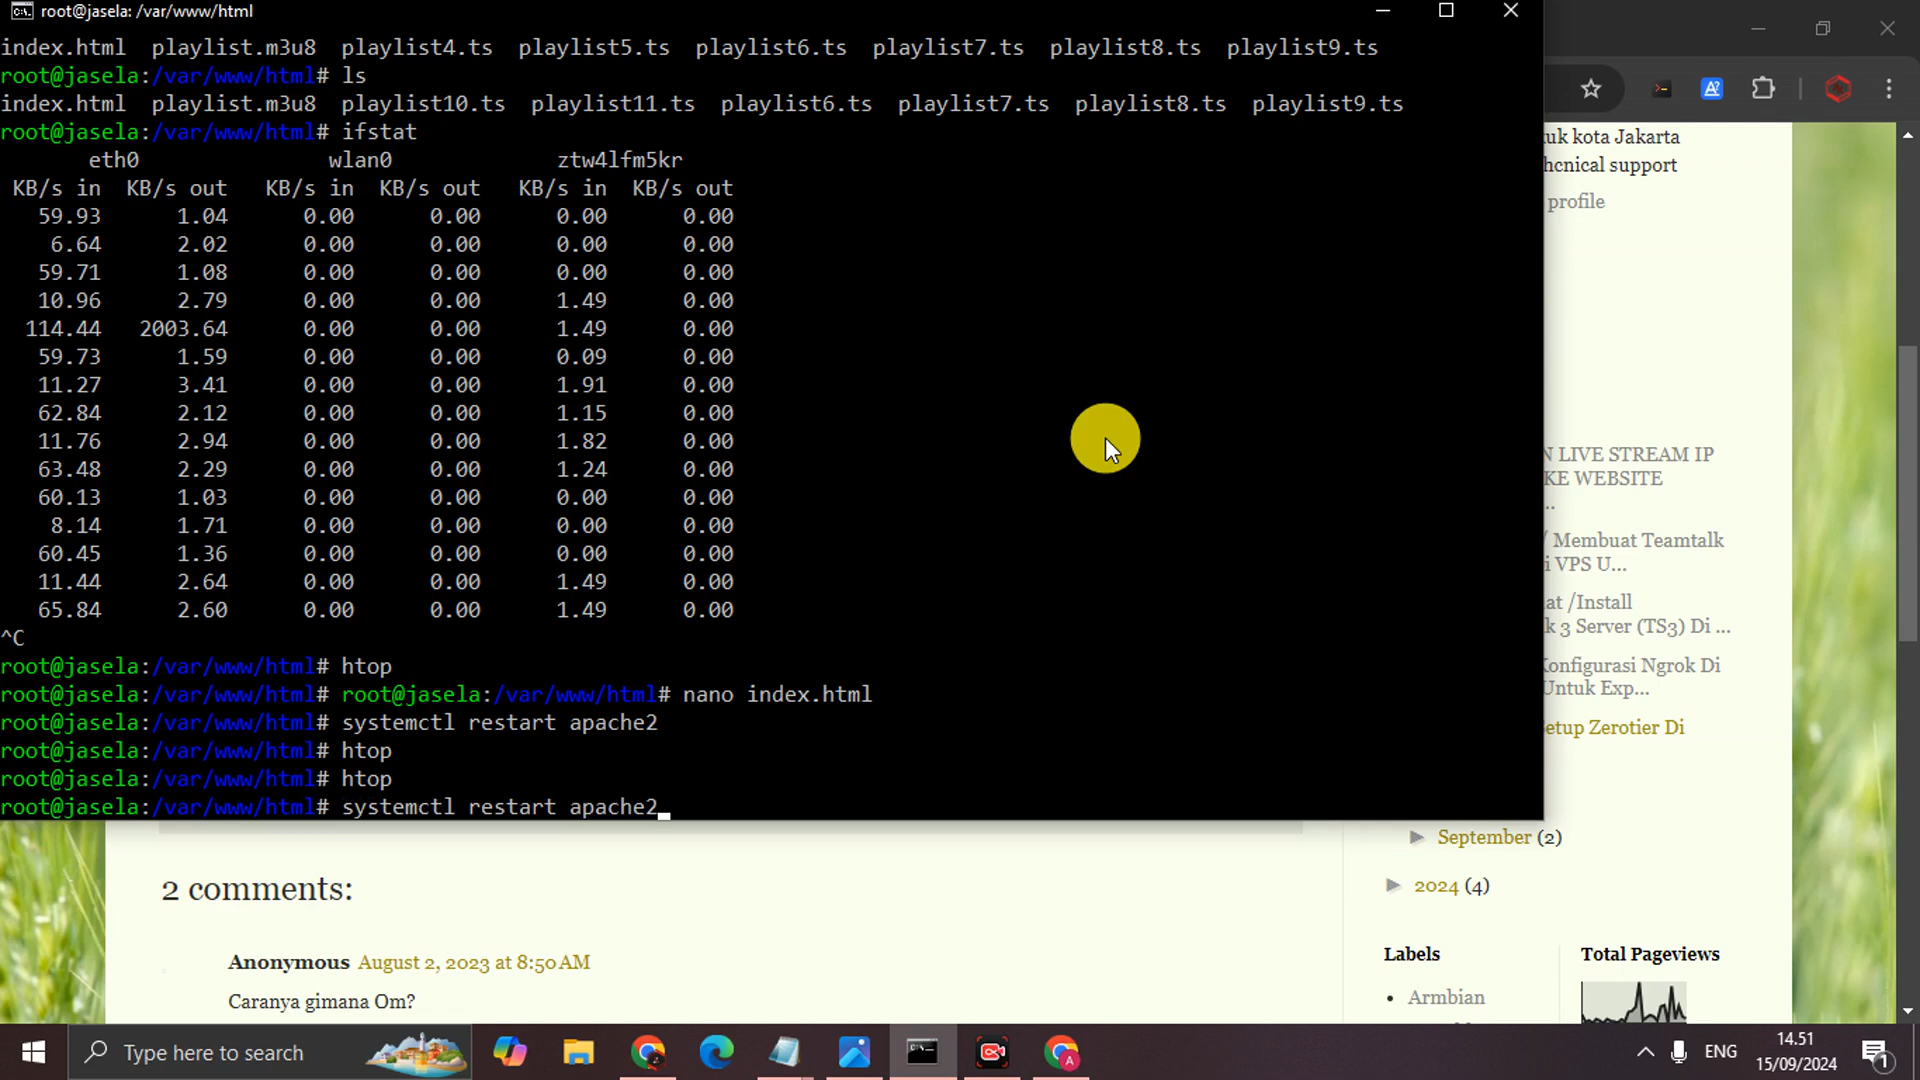 root@jasela: /var/www/html
index.html playlist.m3u8 playlist4.ts playlist5.ts playlist6.ts playlist7.ts playlist8.ts playlist9.ts
root@jasela:/var/www/html# ls
index.html playlist.m3u8 playlist10.ts playlist11.ts playlist6.ts playlist7.ts playlist8.ts playlist9.ts
root@jasela:/var/www/html# ifstat
eth0 wlan0 ztw4lfm5kr
KB/s in KB/s out KB/s in KB/s out KB/s in KB/s out
59.93 1.04 0.00 0.00 0.00 0.00
6.64 2.02 0.00 0.00 0.00 0.00
59.71 1.08 0.00 0.00 0.00 0.00
10.96 2.79 0.00 0.00 1.49 0.00
114.44 2003.64 0.00 0.00 1.49 0.00
59.73 1.59 0.00 0.00 0.09 0.00
11.27 3.41 0.00 0.00 1.91 0.00
62.84 2.12 0.00 0.00 1.15 0.00
11.76 2.94 0.00 0.00 1.82 0.00
63.48 2.29 0.00 0.00 1.24 0.00
60.13 1.03 0.00 0.00 0.00 0.00
8.14 1.71 0.00 0.00 0.00 0.00
60.45 1.36 0.00 0.00 0.00 0.00
11.44 2.64 0.00 0.00 1.49 0.00
65.84 2.60 0.00 0.00 1.49 0.00
^C
root@jasela:/var/www/html# htop
root@jasela:/var/www/html# root@jasela:/var/www/html# nano index.html
root@jasela:/var/www/html# systemctl restart apache2
root@jasela:/var/www/html# htop
root@jasela:/var/www/html# htop
root@jasela:/var/www/html# systemctl restart apache2
uk kota Jakarta
hcnical support
profile
N LIVE STREAM IP
KE WEBSITE
...
/ Membuat Teamtalk
i VPS U...
at /Install
k 3 Server (TS3) Di ...
Konfigurasi Ngrok Di
Untuk Exp...
etup Zerotier Di
September (2)
2024 (4)
Labels
Armbian
Total Pageviews
2 comments:
Anonymous August 2, 2023 at 8:50 AM
Caranya gimana Om?
Type here to search
ENG
14.51
15/09/2024
1